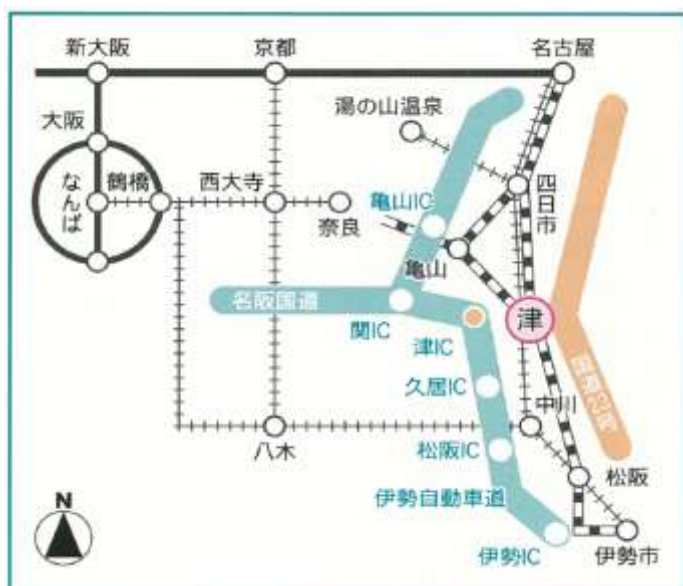 新大阪
京都
名古屋
湯の山温泉
大阪
なんば
鶴橋
西大寺
奈良
亀山IC
四日市
亀山
名阪国道
関IC
津IC
津
久居IC
中川
八木
松阪IC
松阪
伊勢自動車道
伊勢IC
伊勢市
N